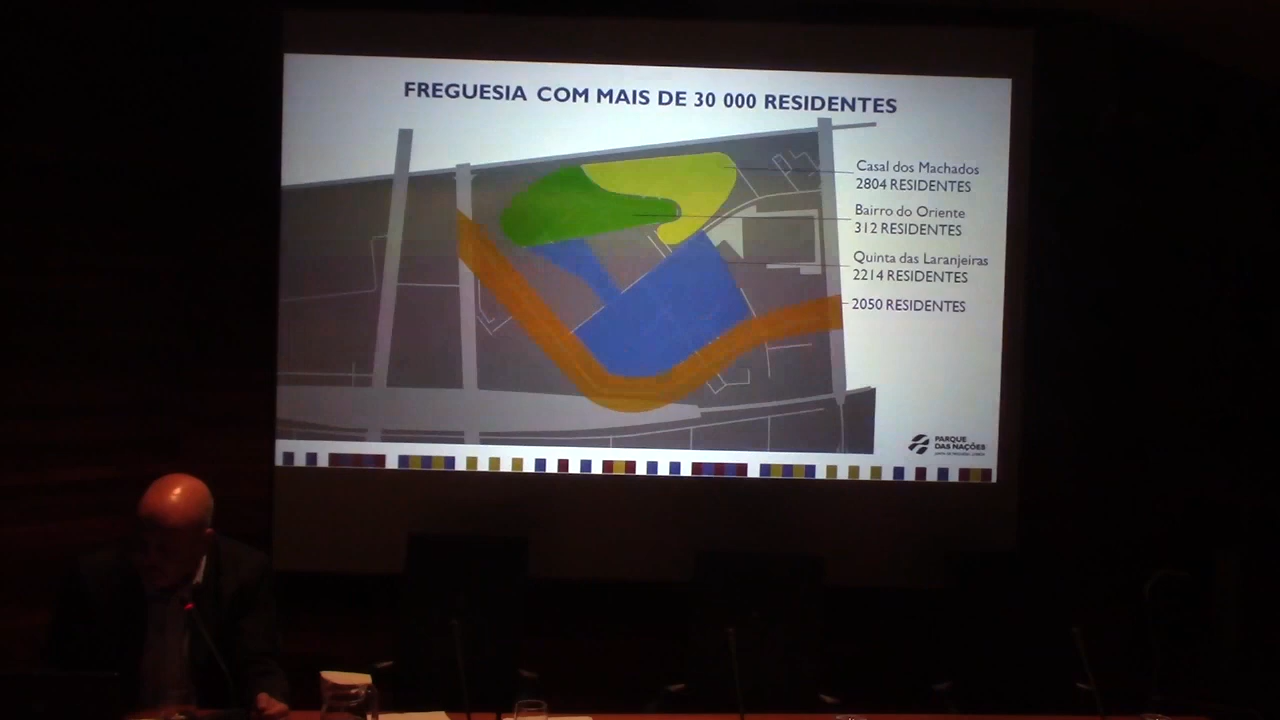 FREGUESIA COM MAIS DE 30 000 RESIDENTES
Casal dos Machados
2804 RESIDENTES
Bairro do Oriente
312 RESIDENTES
Quinta das Laranjeiras
2214 RESIDENTES
2050 RESIDENTES
PARQUE
DAS NAÇÕES